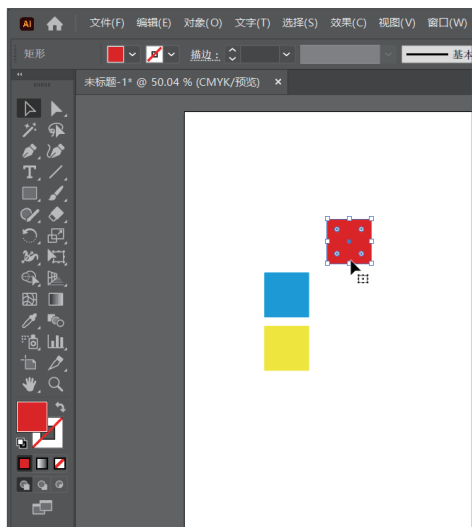 Ai 文件(F) 编辑(E) 对象(O) 文字(T) 选择(S) 效果(C) 视图(V) 窗口(W)
矩形 描边: 基本
未标题-1* @ 50.04 % (CMYK/预览) ×